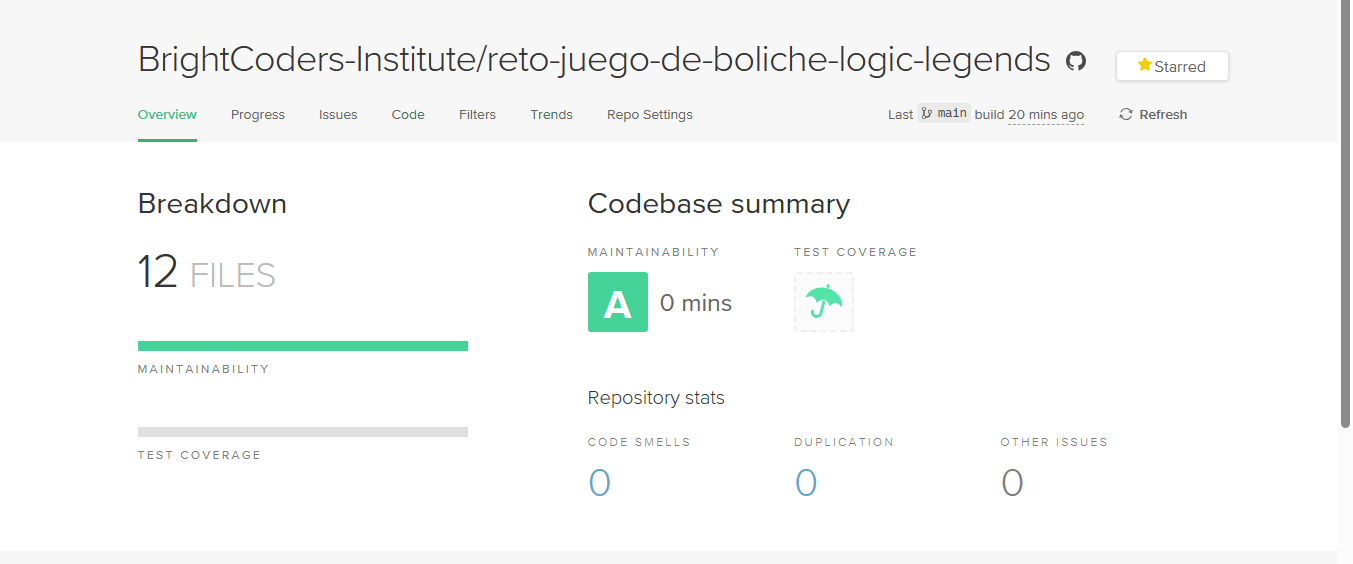 BrightCoders-Institute/reto-juego-de-boliche-logic-legends
Starred
Overview Progress Issues Code Filters Trends Repo Settings
Last main build 20 mins ago Refresh
Breakdown
12 FILES
MAINTAINABILITY
TEST COVERAGE
Codebase summary
MAINTAINABILITY TEST COVERAGE
A 0 mins
Repository stats
CODE SMELLS DUPLICATION OTHER ISSUES
0 0 0